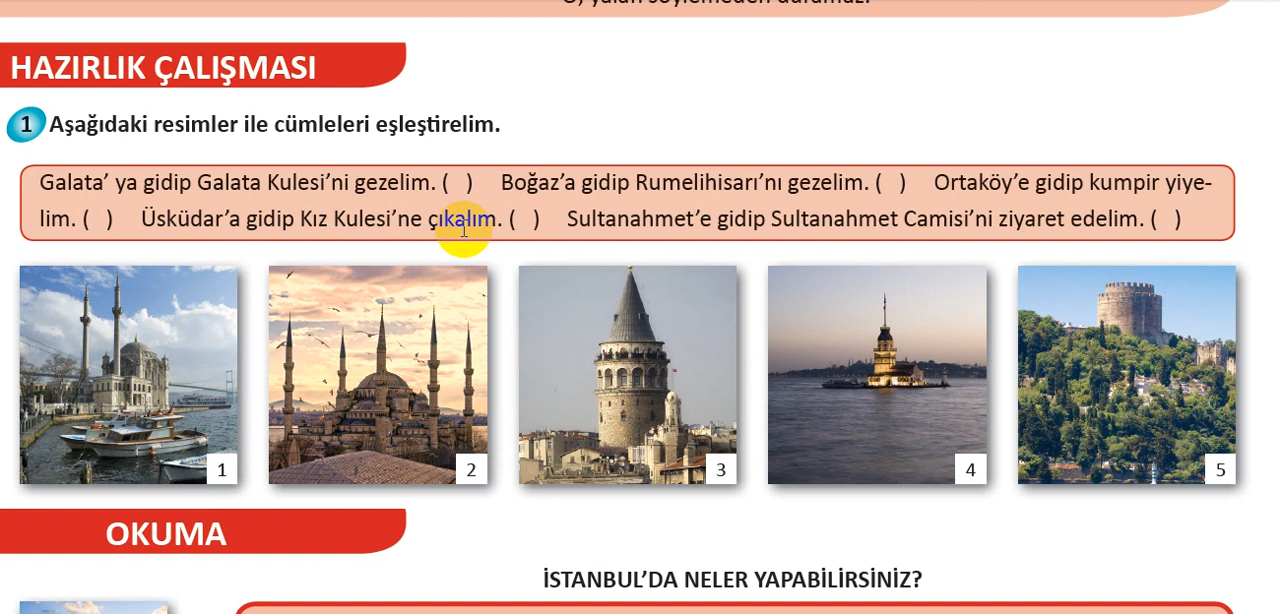 HAZIRLIK ÇALIŞMASI
1 Aşağıdaki resimler ile cümleleri eşleştirelim.
Galata’ ya gidip Galata Kulesi’ni gezelim. ( ) Boğaz’a gidip Rumelihisarı’nı gezelim. ( ) Ortaköy’e gidip kumpir yiye-
lim. ( ) Üsküdar’a gidip Kız Kulesi’ne çıkalım. ( ) Sultanahmet’e gidip Sultanahmet Camisi’ni ziyaret edelim. ( )
1 2 3 4 5
OKUMA
İSTANBUL’DA NELER YAPABİLİRSİNİZ?